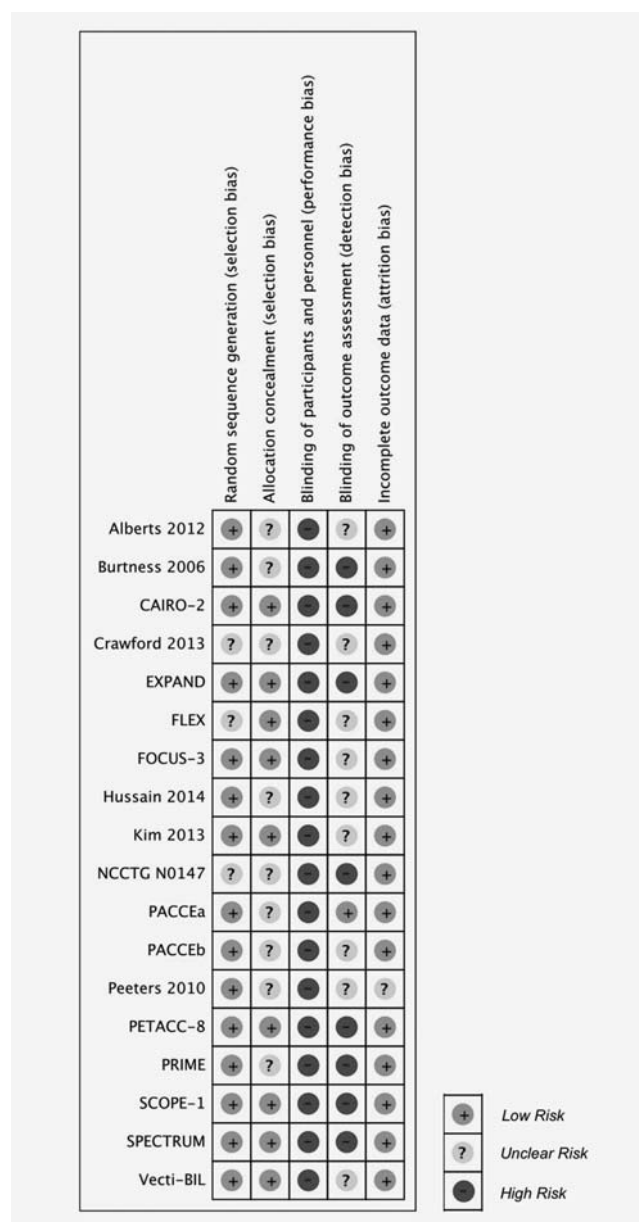 Random sequence generation (selection bias)
Allocation concealment (selection bias)
Blinding of participants and personnel (performance bias)
Blinding of outcome assessment (detection bias)
Incomplete outcome data (attrition bias)
Alberts 2012 + ? - ? +
Burtness 2006 + ? - - +
CAIRO-2 + + - - +
Crawford 2013 ? ? - ? +
EXPAND + + - - +
FLEX ? + - ? +
FOCUS-3 + + - ? +
Hussain 2014 + ? - ? +
Kim 2013 + + - ? +
NCCTG N0147 ? ? - - +
PACCEa + ? - + +
PACCEb + ? - ? +
Peeters 2010 + ? - ? ?
PETACC-8 + + - - +
PRIME + ? - - +
SCOPE-1 + + - - +
SPECTRUM + + - - +
Vecti-BIL + + - ? +
+ Low Risk
? Unclear Risk
- High Risk